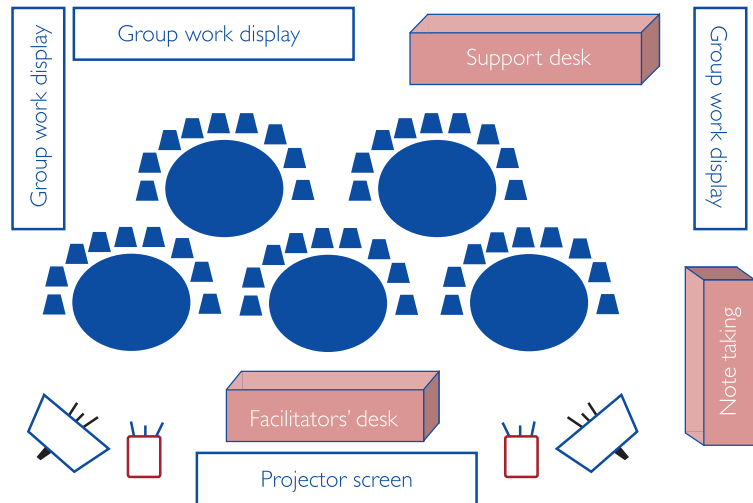 Group work display
Group work display
Support desk
Group work display
Note taking
Facilitators’ desk
Projector screen